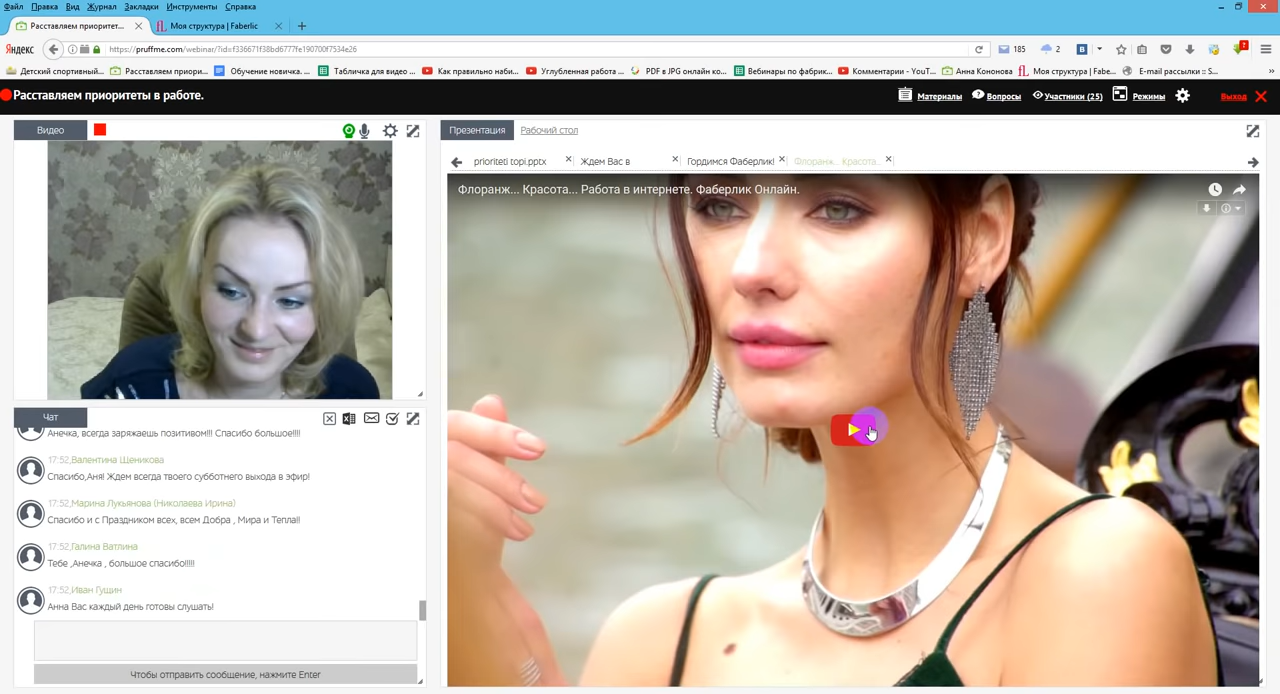 Файл Правка Вид Журнал Закладки Инструменты Справка
Расставляем приоритет...
Моя структура | Faberlic
Яндекс
https://pruffme.com/webinar/?id=f336671f38bd6777fe190700f7534e26
185
2
В
7
Детский спортивный...
Расставляем приори...
Обучение новичка. ...
Табличка для видео ...
Как правильно наби...
Углубленная работа ...
PDF в JPG онлайн ко...
Вебинары по фабрик...
Комментарии - YouT...
Анна Кононова
Моя структура | Fabe...
E-mail рассылки :: S...
Расставляем приоритеты в работе.
Материалы
Вопросы
Участники (25)
Режимы
Выход
Видео
Презентация
Рабочий стол
prioriteti topi.pptx
Ждем Вас в
Гордимся Фаберлик!
Флоранж... Красота...
Флоранж... Красота... Работа в интернете. Фаберлик Онлайн.
Чат
Анечка, всегда заряжаешь позитивом!!! Спасибо большое!!!!
17:52,Валентина Щеникова
Спасибо,Аня! Ждем всегда твоего субботнего выхода в эфир!
17:52,Марина Лукьянова (Николаева Ирина)
Спасибо и с Праздником всех, всем Добра , Мира и Тепла!!
17:52,Галина Ватлина
Тебе ,Анечка , большое спасибо!!!!!
17:52,Иван Гущин
Анна Вас каждый день готовы слушать!
Чтобы отправить сообщение, нажмите Enter